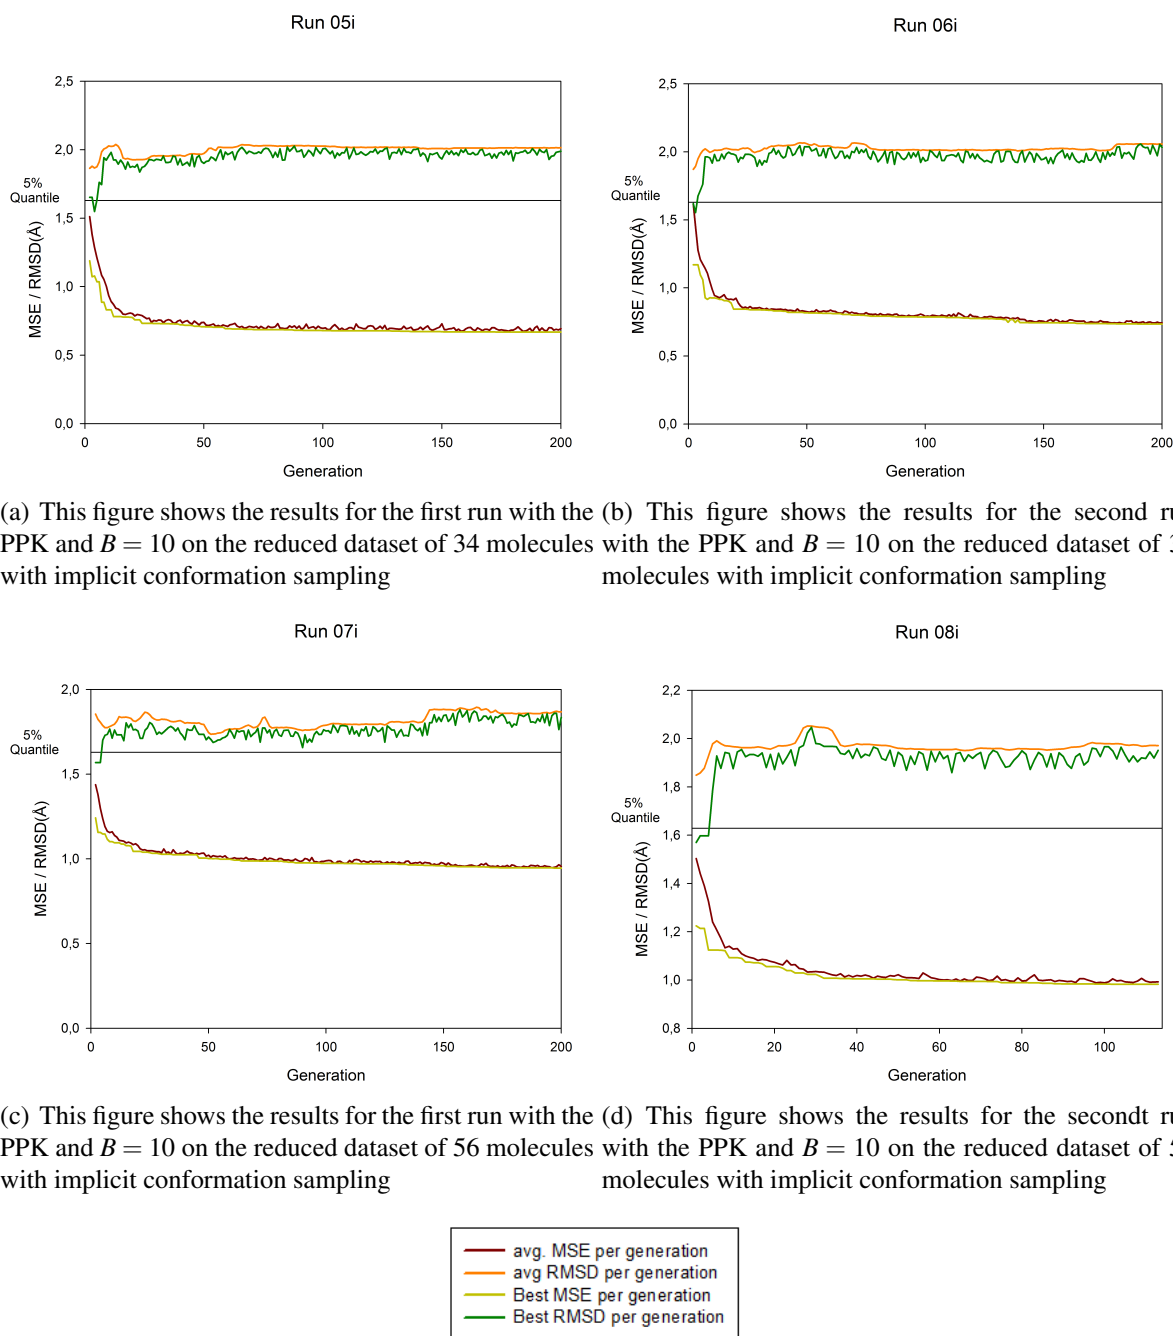 Run 05i
2,5
2,0
5%
Quantile
1,5
1,0
0,5
0,0
MSE / RMSD(Å)
0 50 100 150 200
Generation
Run 06i
2,5
2,0
5%
Quantile
1,5
1,0
0,5
0,0
MSE / RMSD(Å)
0 50 100 150 200
Generation
(a) This figure shows the results for the first run with the
PPK and B = 10 on the reduced dataset of 34 molecules
with implicit conformation sampling
(b) This figure shows the results for the second
with the PPK and B = 10 on the reduced dataset of
molecules with implicit conformation sampling
Run 07i
2,0
5%
Quantile
1,5
1,0
0,5
0,0
MSE / RMSD(Å)
0 50 100 150 200
Generation
Run 08i
2,2
2,0
1,8
5%
Quantile
1,6
1,4
1,2
1,0
0,8
MSE / RMSD(Å)
0 20 40 60 80 100
Generation
(c) This figure shows the results for the first run with the
PPK and B = 10 on the reduced dataset of 56 molecules
with implicit conformation sampling
(d) This figure shows the results for the secondt
with the PPK and B = 10 on the reduced dataset of
molecules with implicit conformation sampling
avg. MSE per generation
avg RMSD per generation
Best MSE per generation
Best RMSD per generation